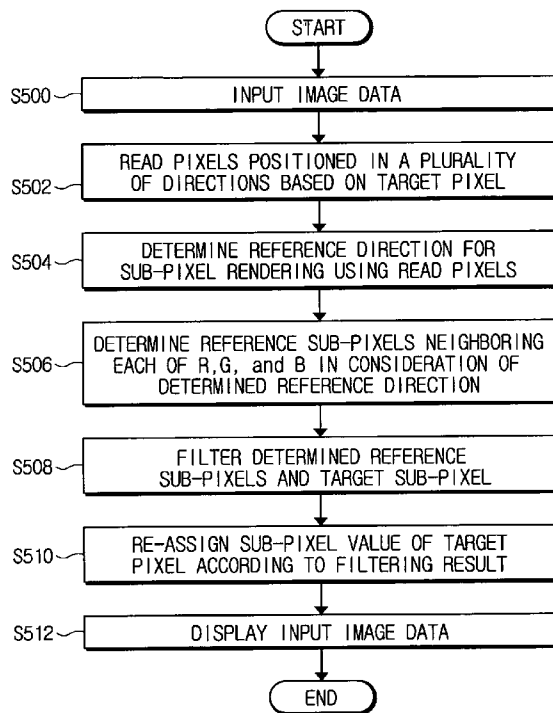 START
S500
INPUT IMAGE DATA
S502
READ PIXELS POSITIONED IN A PLURALITY
OF DIRECTIONS BASED ON TARGET PIXEL
S504
DETERMINE REFERENCE DIRECTION FOR
SUB-PIXEL RENDERING USING READ PIXELS
S506
DETERMINE REFERENCE SUB-PIXELS NEIGHBORING
EACH OF R,G, and B IN CONSIDERATION OF
DETERMINED REFERENCE DIRECTION
S508
FILTER DETERMINED REFERENCE
SUB-PIXELS AND TARGET SUB-PIXEL
S510
RE-ASSIGN SUB-PIXEL VALUE OF TARGET
PIXEL ACCORDING TO FILTERING RESULT
S512
DISPLAY INPUT IMAGE DATA
END